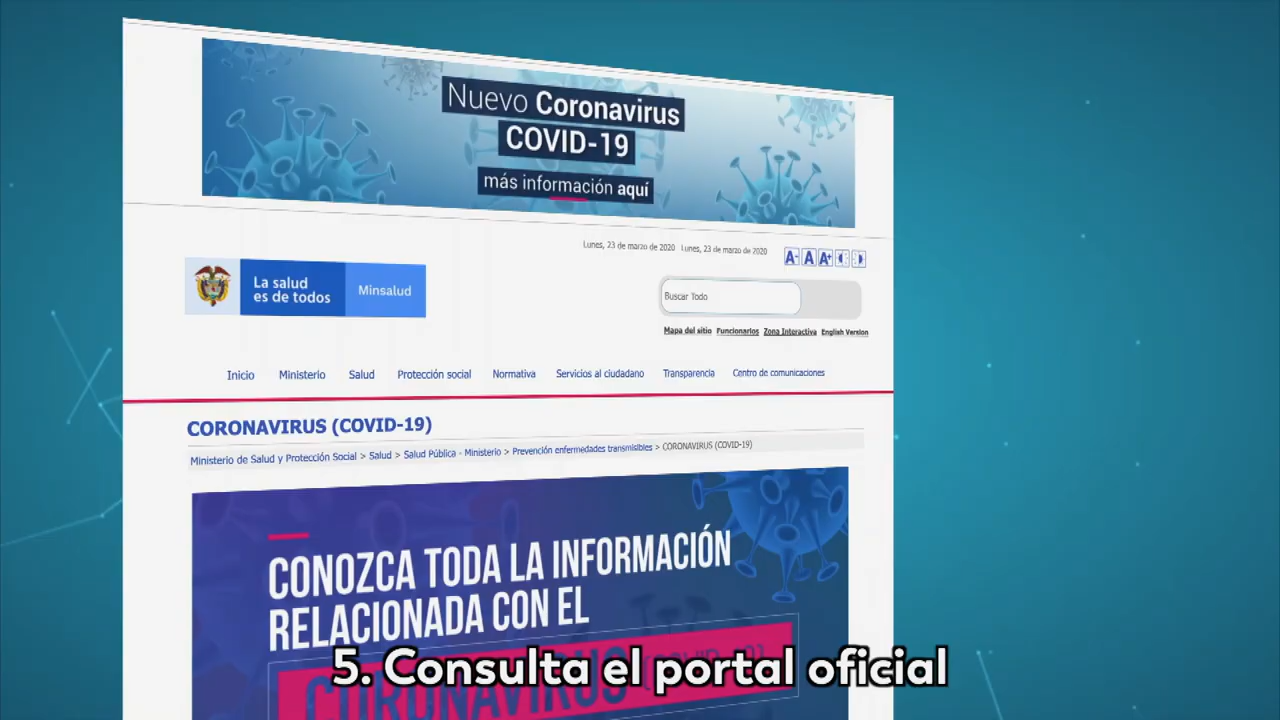 Nuevo Coronavirus
COVID-19
más información aquí
Lunes, 23 de marzo de 2020 Lunes, 23 de marzo de 2020
A- A A+
La salud
es de todos
Minsalud
Buscar Todo
Mapa del sitio Funcionarios Zona Interactiva English Version
Inicio Ministerio Salud Protección social Normativa Servicios al ciudadano Transparencia Centro de comunicaciones
CORONAVIRUS (COVID-19)
Ministerio de Salud y Protección Social > Salud > Salud Pública - Ministerio > Prevención enfermedades transmisibles > CORONAVIRUS (COVID-19)
CONOZCA TODA LA INFORMACIÓN
RELACIONADA CON EL
CORONAVIRUS
5. Consulta el portal oficial